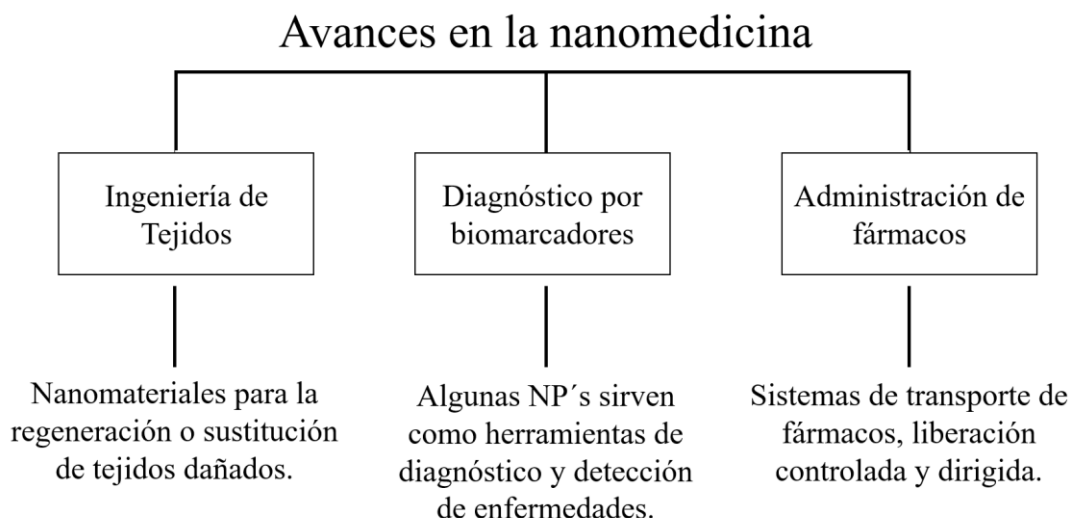 Avances en la nanomedicina
Ingeniería de
Tejidos
Diagnóstico por
biomarcadores
Administración de
fármacos
Nanomateriales para la
regeneración o sustitución
de tejidos dañados.
Algunas NP´s sirven
como herramientas de
diagnóstico y detección
de enfermedades.
Sistemas de transporte de
fármacos, liberación
controlada y dirigida.